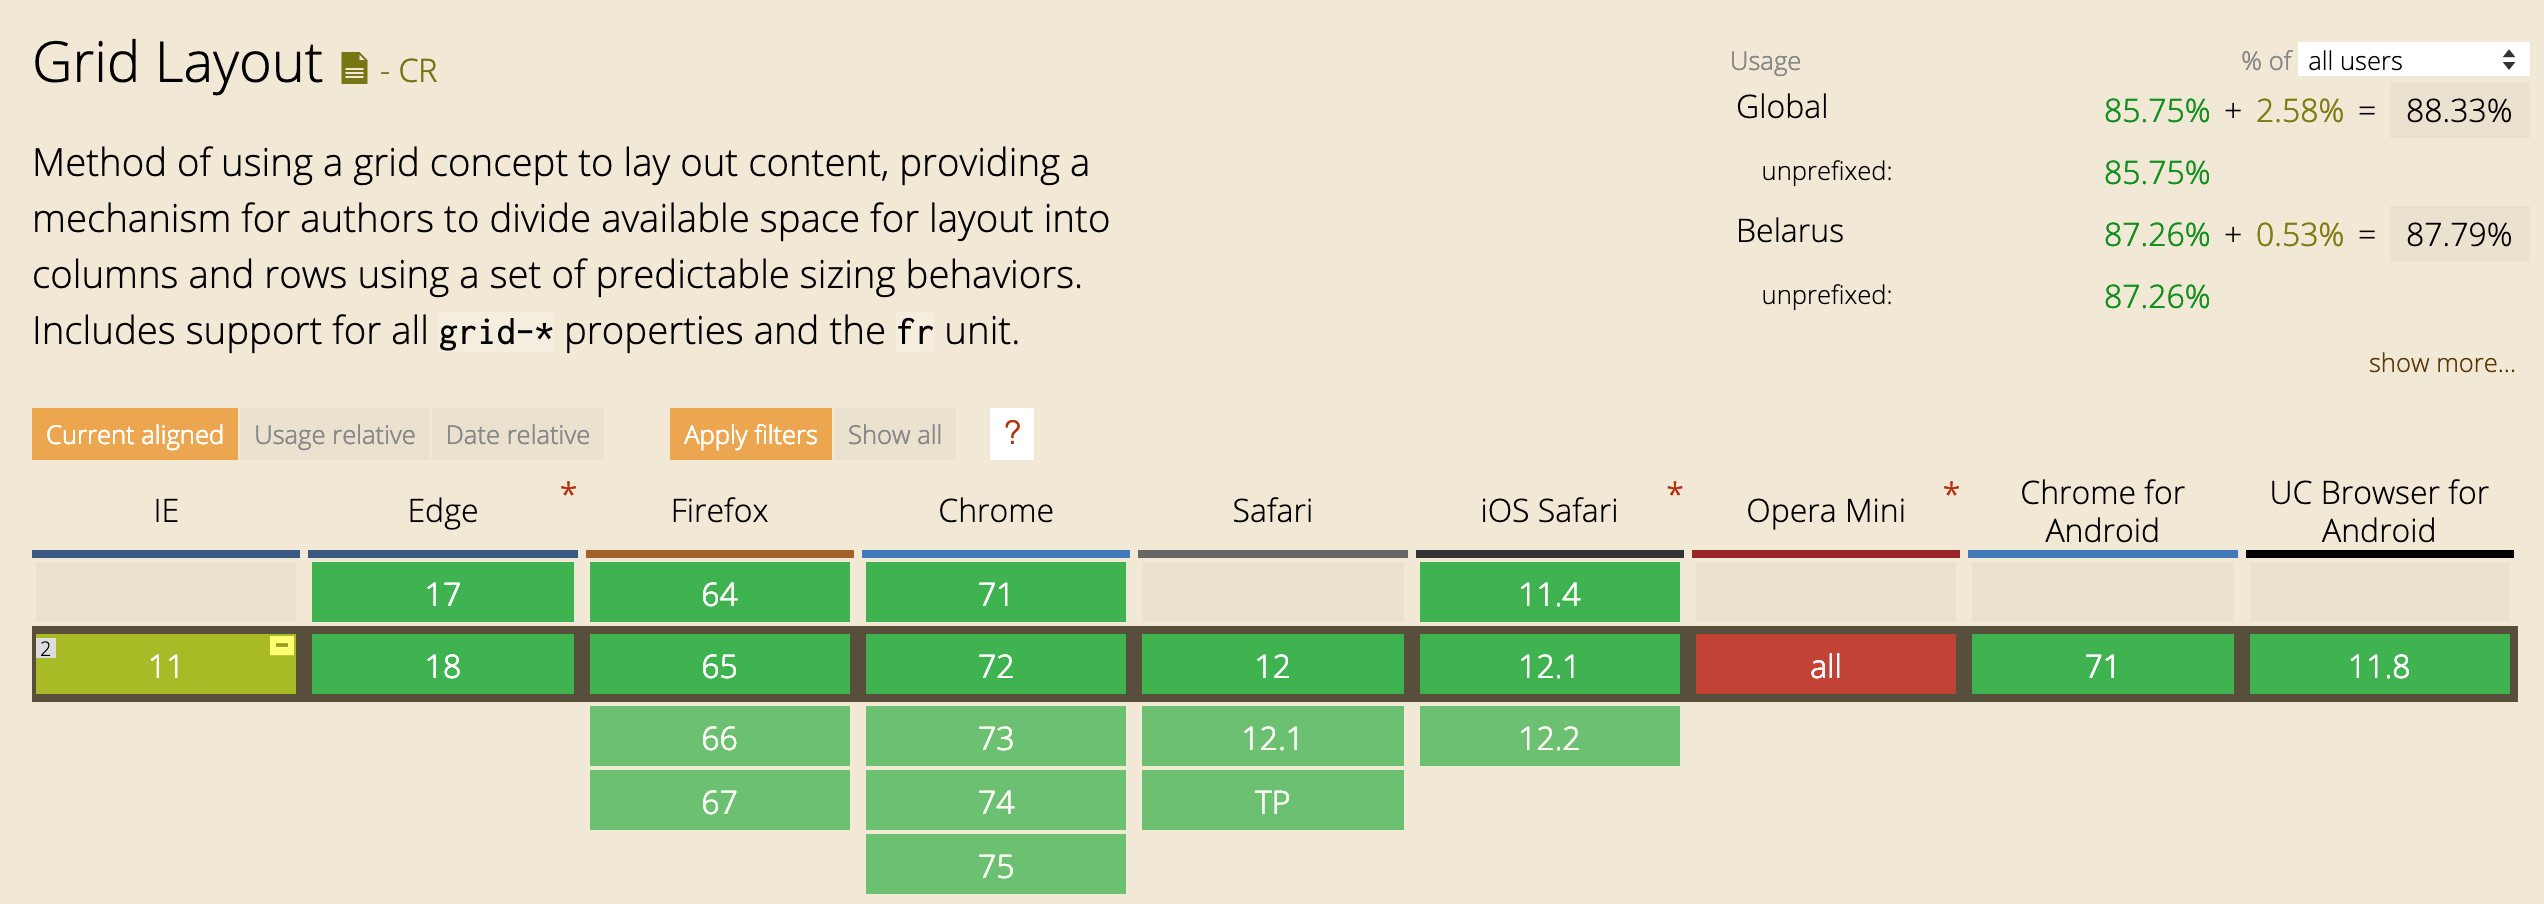 Grid Layout - CR
Usage % of all users
Global 85.75% + 2.58% = 88.33%
unprefixed: 85.75%
Belarus 87.26% + 0.53% = 87.79%
unprefixed: 87.26%
show more...
Method of using a grid concept to lay out content, providing a
mechanism for authors to divide available space for layout into
columns and rows using a set of predictable sizing behaviors.
Includes support for all grid-* properties and the fr unit.
Current aligned Usage relative Date relative Apply filters Show all ?
IE Edge * Firefox Chrome Safari iOS Safari * Opera Mini * Chrome for Android UC Browser for Android
17 64 71 11.4
2 11 - 18 65 72 12 12.1 all 71 11.8
66 73 12.1 12.2
67 74 TP
75